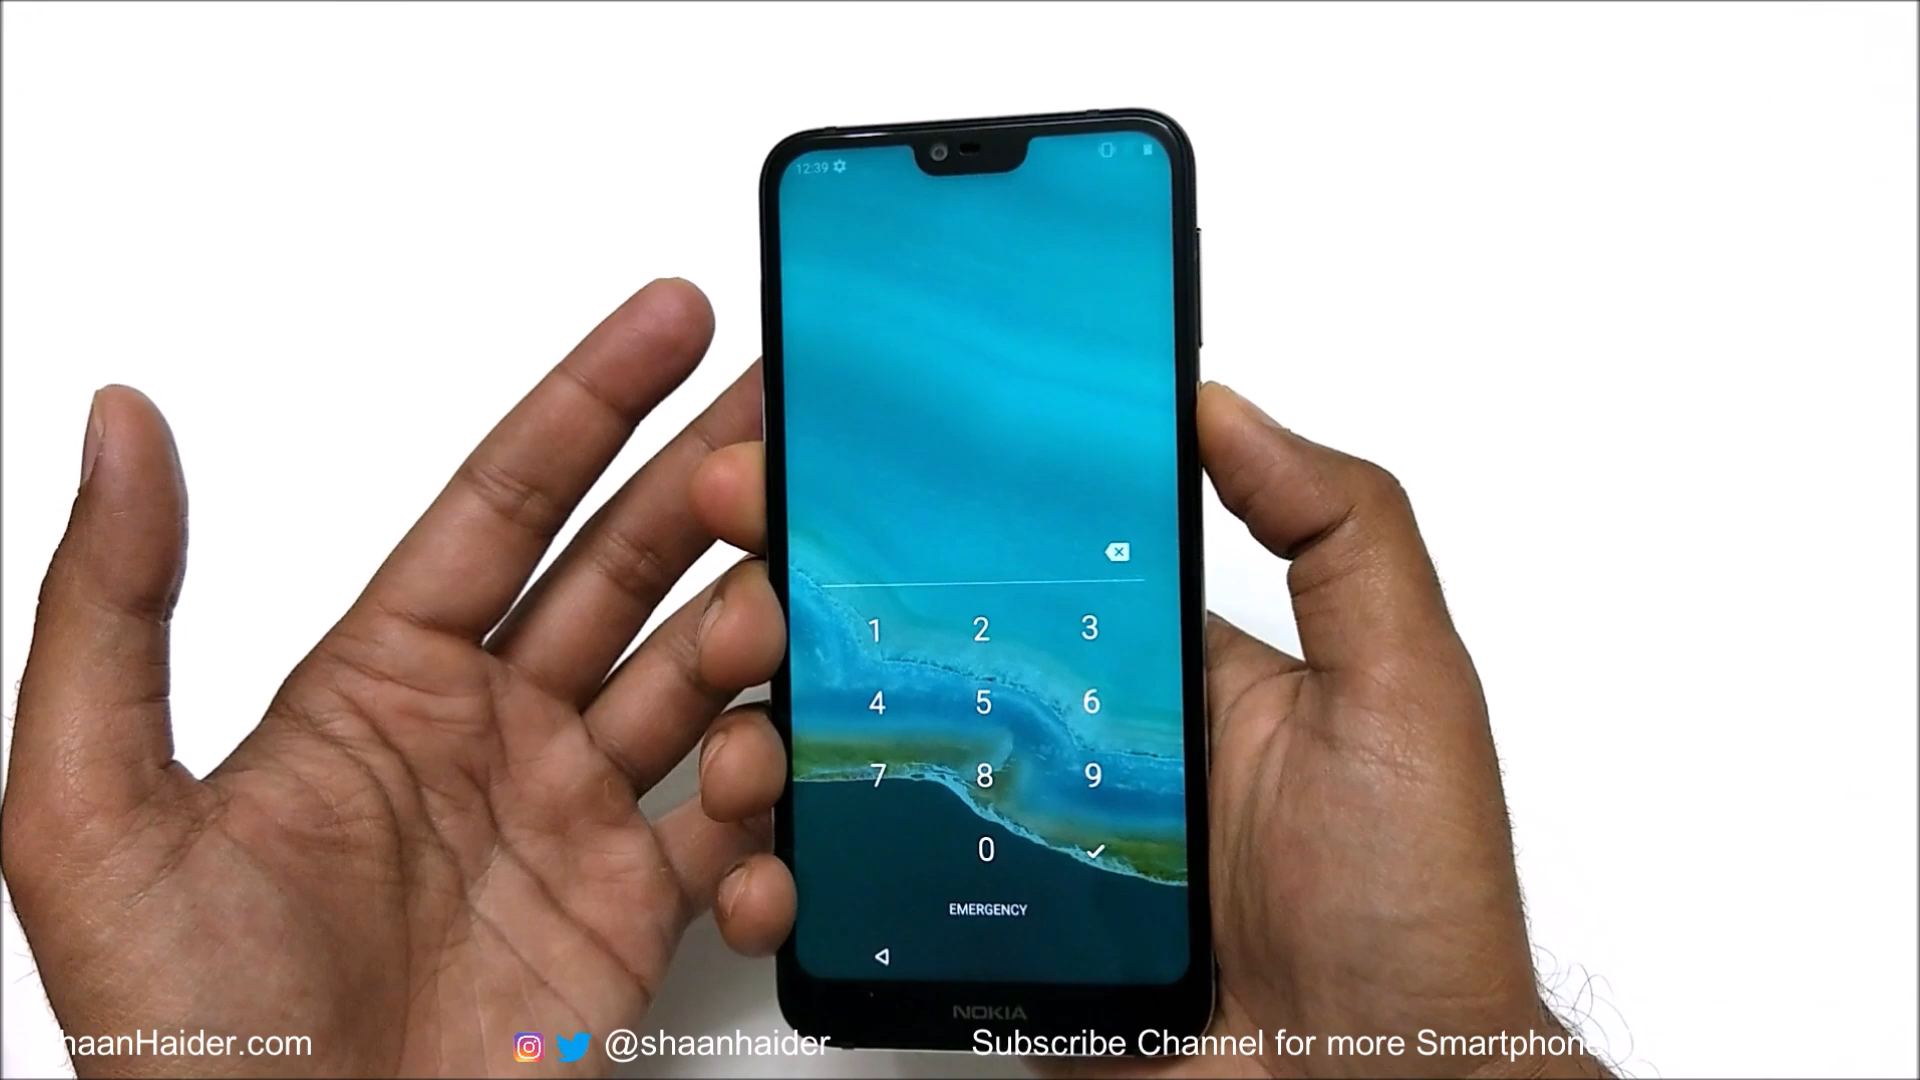 12:39
1 2 3
4 5 6
7 8 9
0
EMERGENCY
NOKIA
haanHaider.com
@shaanhaider
Subscribe Channel for more Smartphone